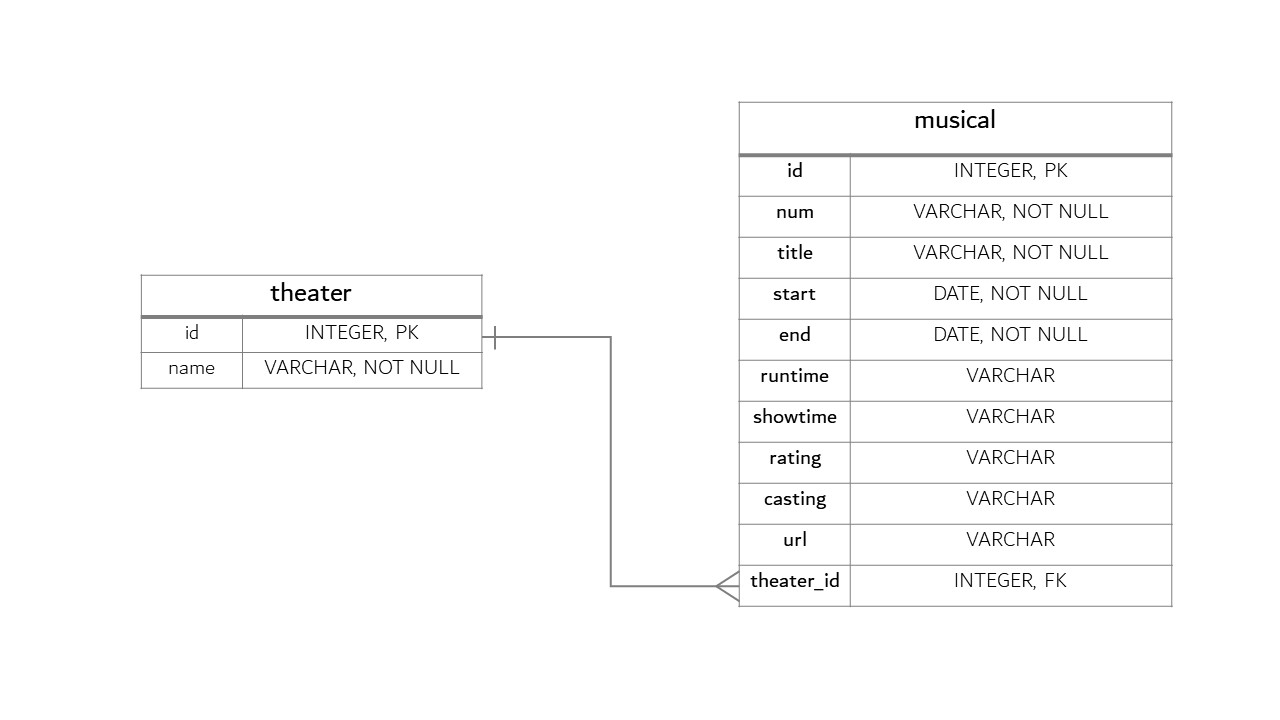 theater
id INTEGER, PK
name VARCHAR, NOT NULL
musical
id INTEGER, PK
num VARCHAR, NOT NULL
title VARCHAR, NOT NULL
start DATE, NOT NULL
end DATE, NOT NULL
runtime VARCHAR
showtime VARCHAR
rating VARCHAR
casting VARCHAR
url VARCHAR
theater_id INTEGER, FK